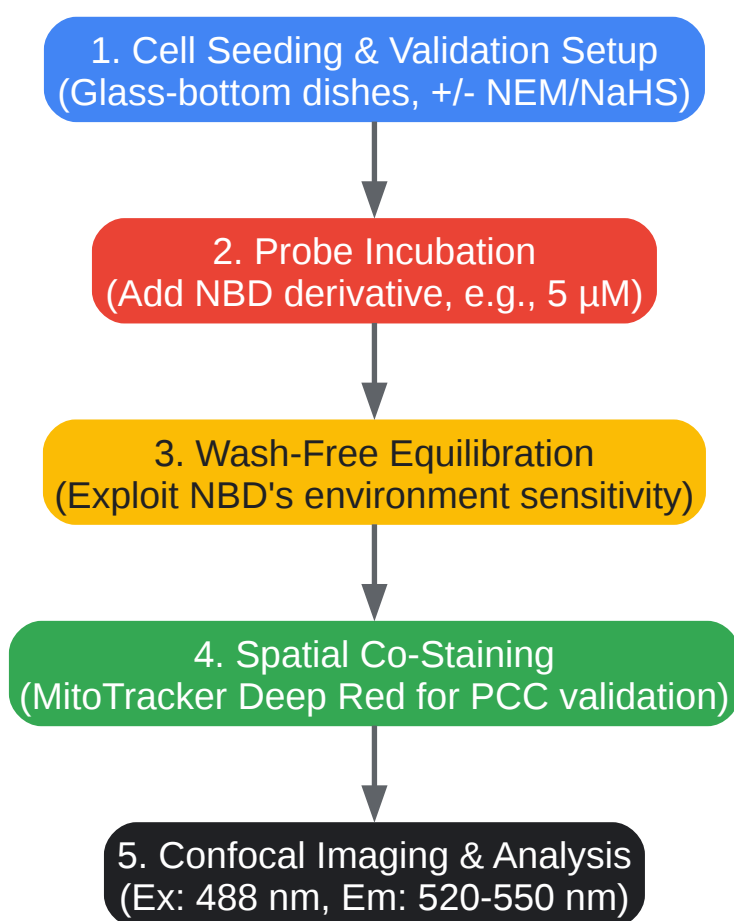 1. Cell Seeding & Validation Setup
(Glass-bottom dishes, +/- NEM/NaHS)
2. Probe Incubation
(Add NBD derivative, e.g., 5 µM)
3. Wash-Free Equilibration
(Exploit NBD's environment sensitivity)
4. Spatial Co-Staining
(MitoTracker Deep Red for PCC validation)
5. Confocal Imaging & Analysis
(Ex: 488 nm, Em: 520-550 nm)